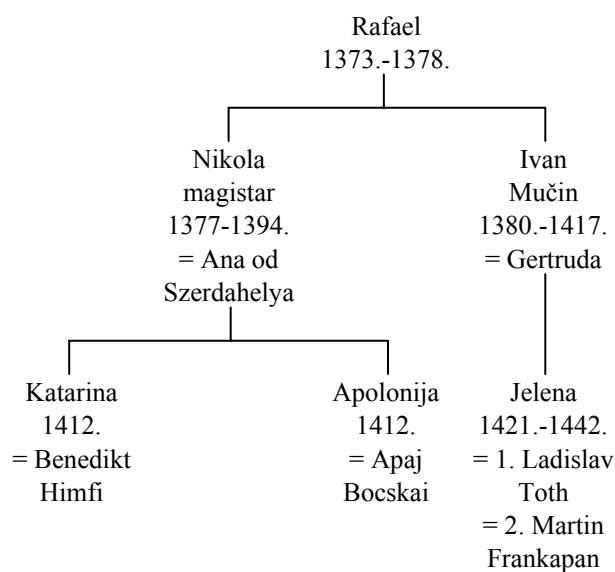 Rafael
1373.-1378.
Nikola
magistar
1377-1394.
= Ana od
Szerdahelya
Ivan
Mučin
1380.-1417.
= Gertruda
Katarina
1412.
= Benedikt
Himfi
Apolonija
1412.
= Apaj
Bocskai
Jelena
1421.-1442.
= 1. Ladislav
Toth
= 2. Martin
Frankapan